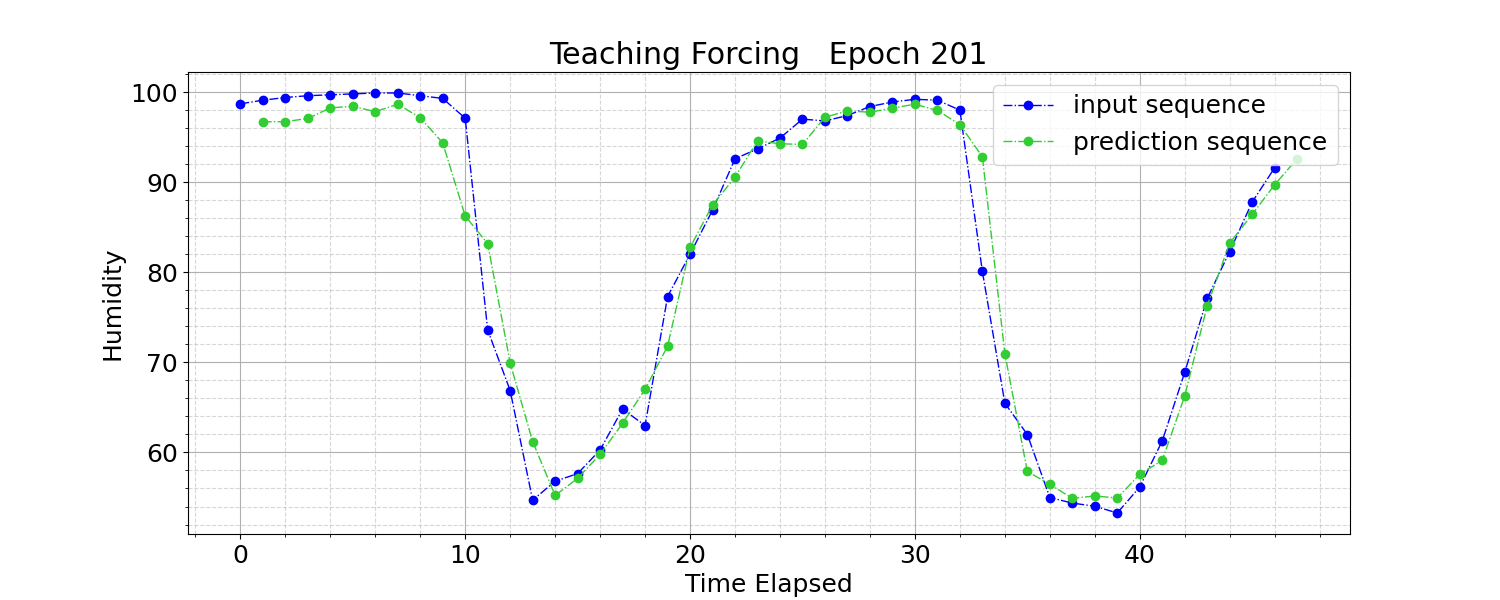 Teaching Forcing   Epoch 201
100
90
80
70
60
Humidity
input sequence
prediction sequence
0 10 20 30 40
Time Elapsed